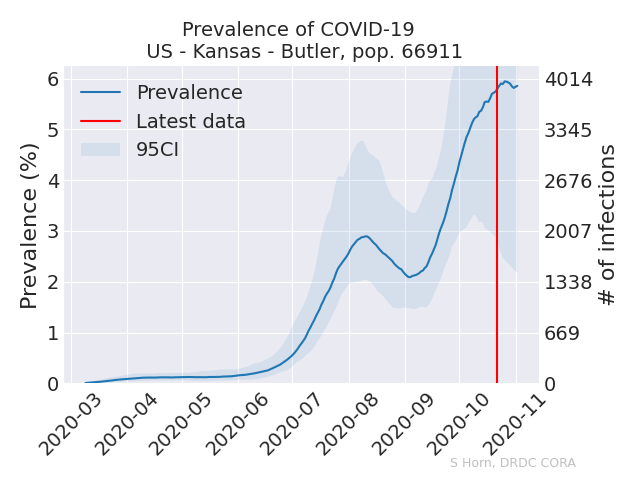 Prevalence of COVID-19
US - Kansas - Butler, pop. 66911
Prevalence
Latest data
95CI
Prevalence (%)
6
5
4
3
2
1
0
4014
3345
2676
2007
1338
669
0
# of infections
2020-03
2020-04
2020-05
2020-06
2020-07
2020-08
2020-09
2020-10
2020-11
S Horn, DRDC CORA